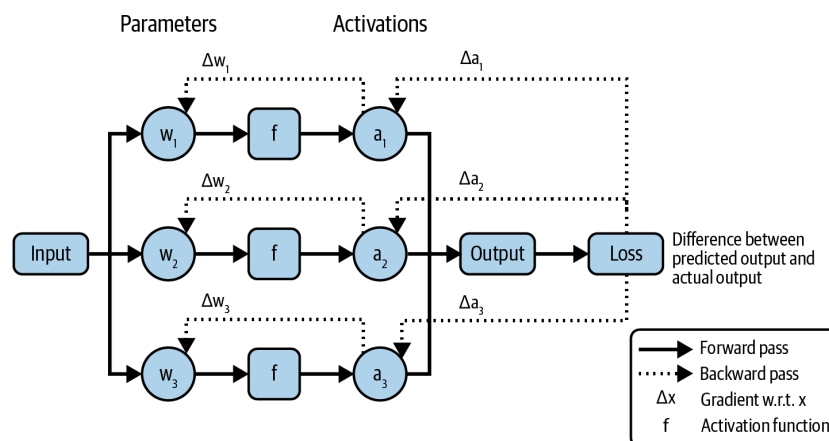 Parameters
Activations
Δw1
Δa1
w1
f
a1
Δw2
Δa2
Input
w2
f
a2
Output
Loss
Difference between
predicted output and
actual output
Δw3
Δa3
w3
f
a3
Forward pass
Backward pass
Δx Gradient w.r.t. x
f Activation function